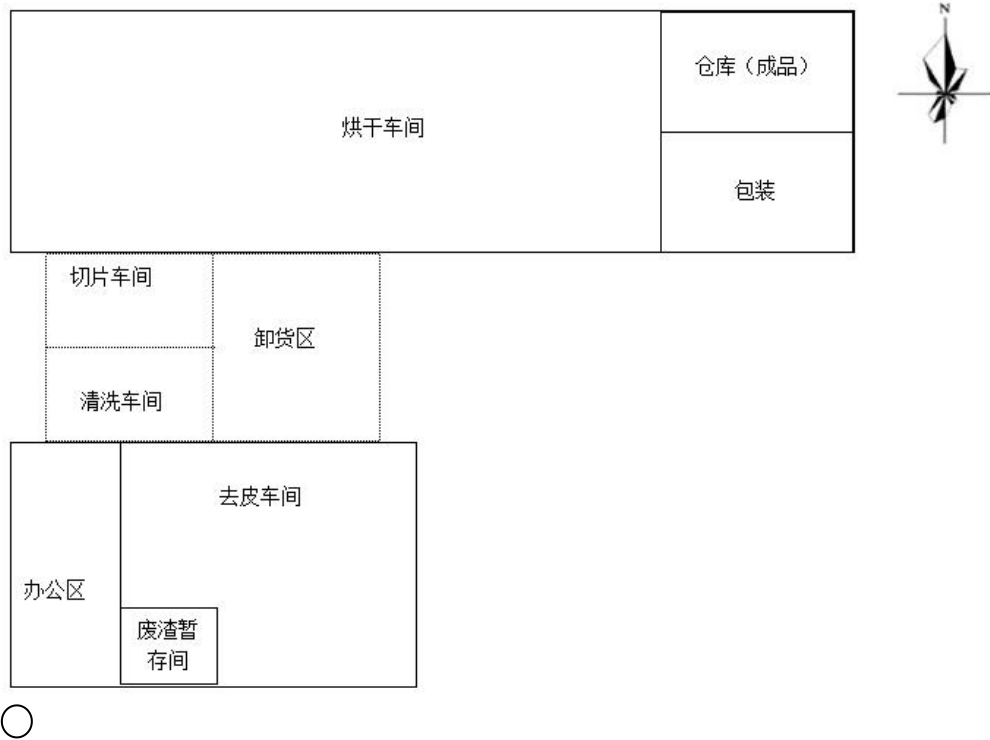 N
仓库（成品）
烘干车间
包装
切片车间
卸货区
清洗车间
去皮车间
办公区
废渣暂
存间